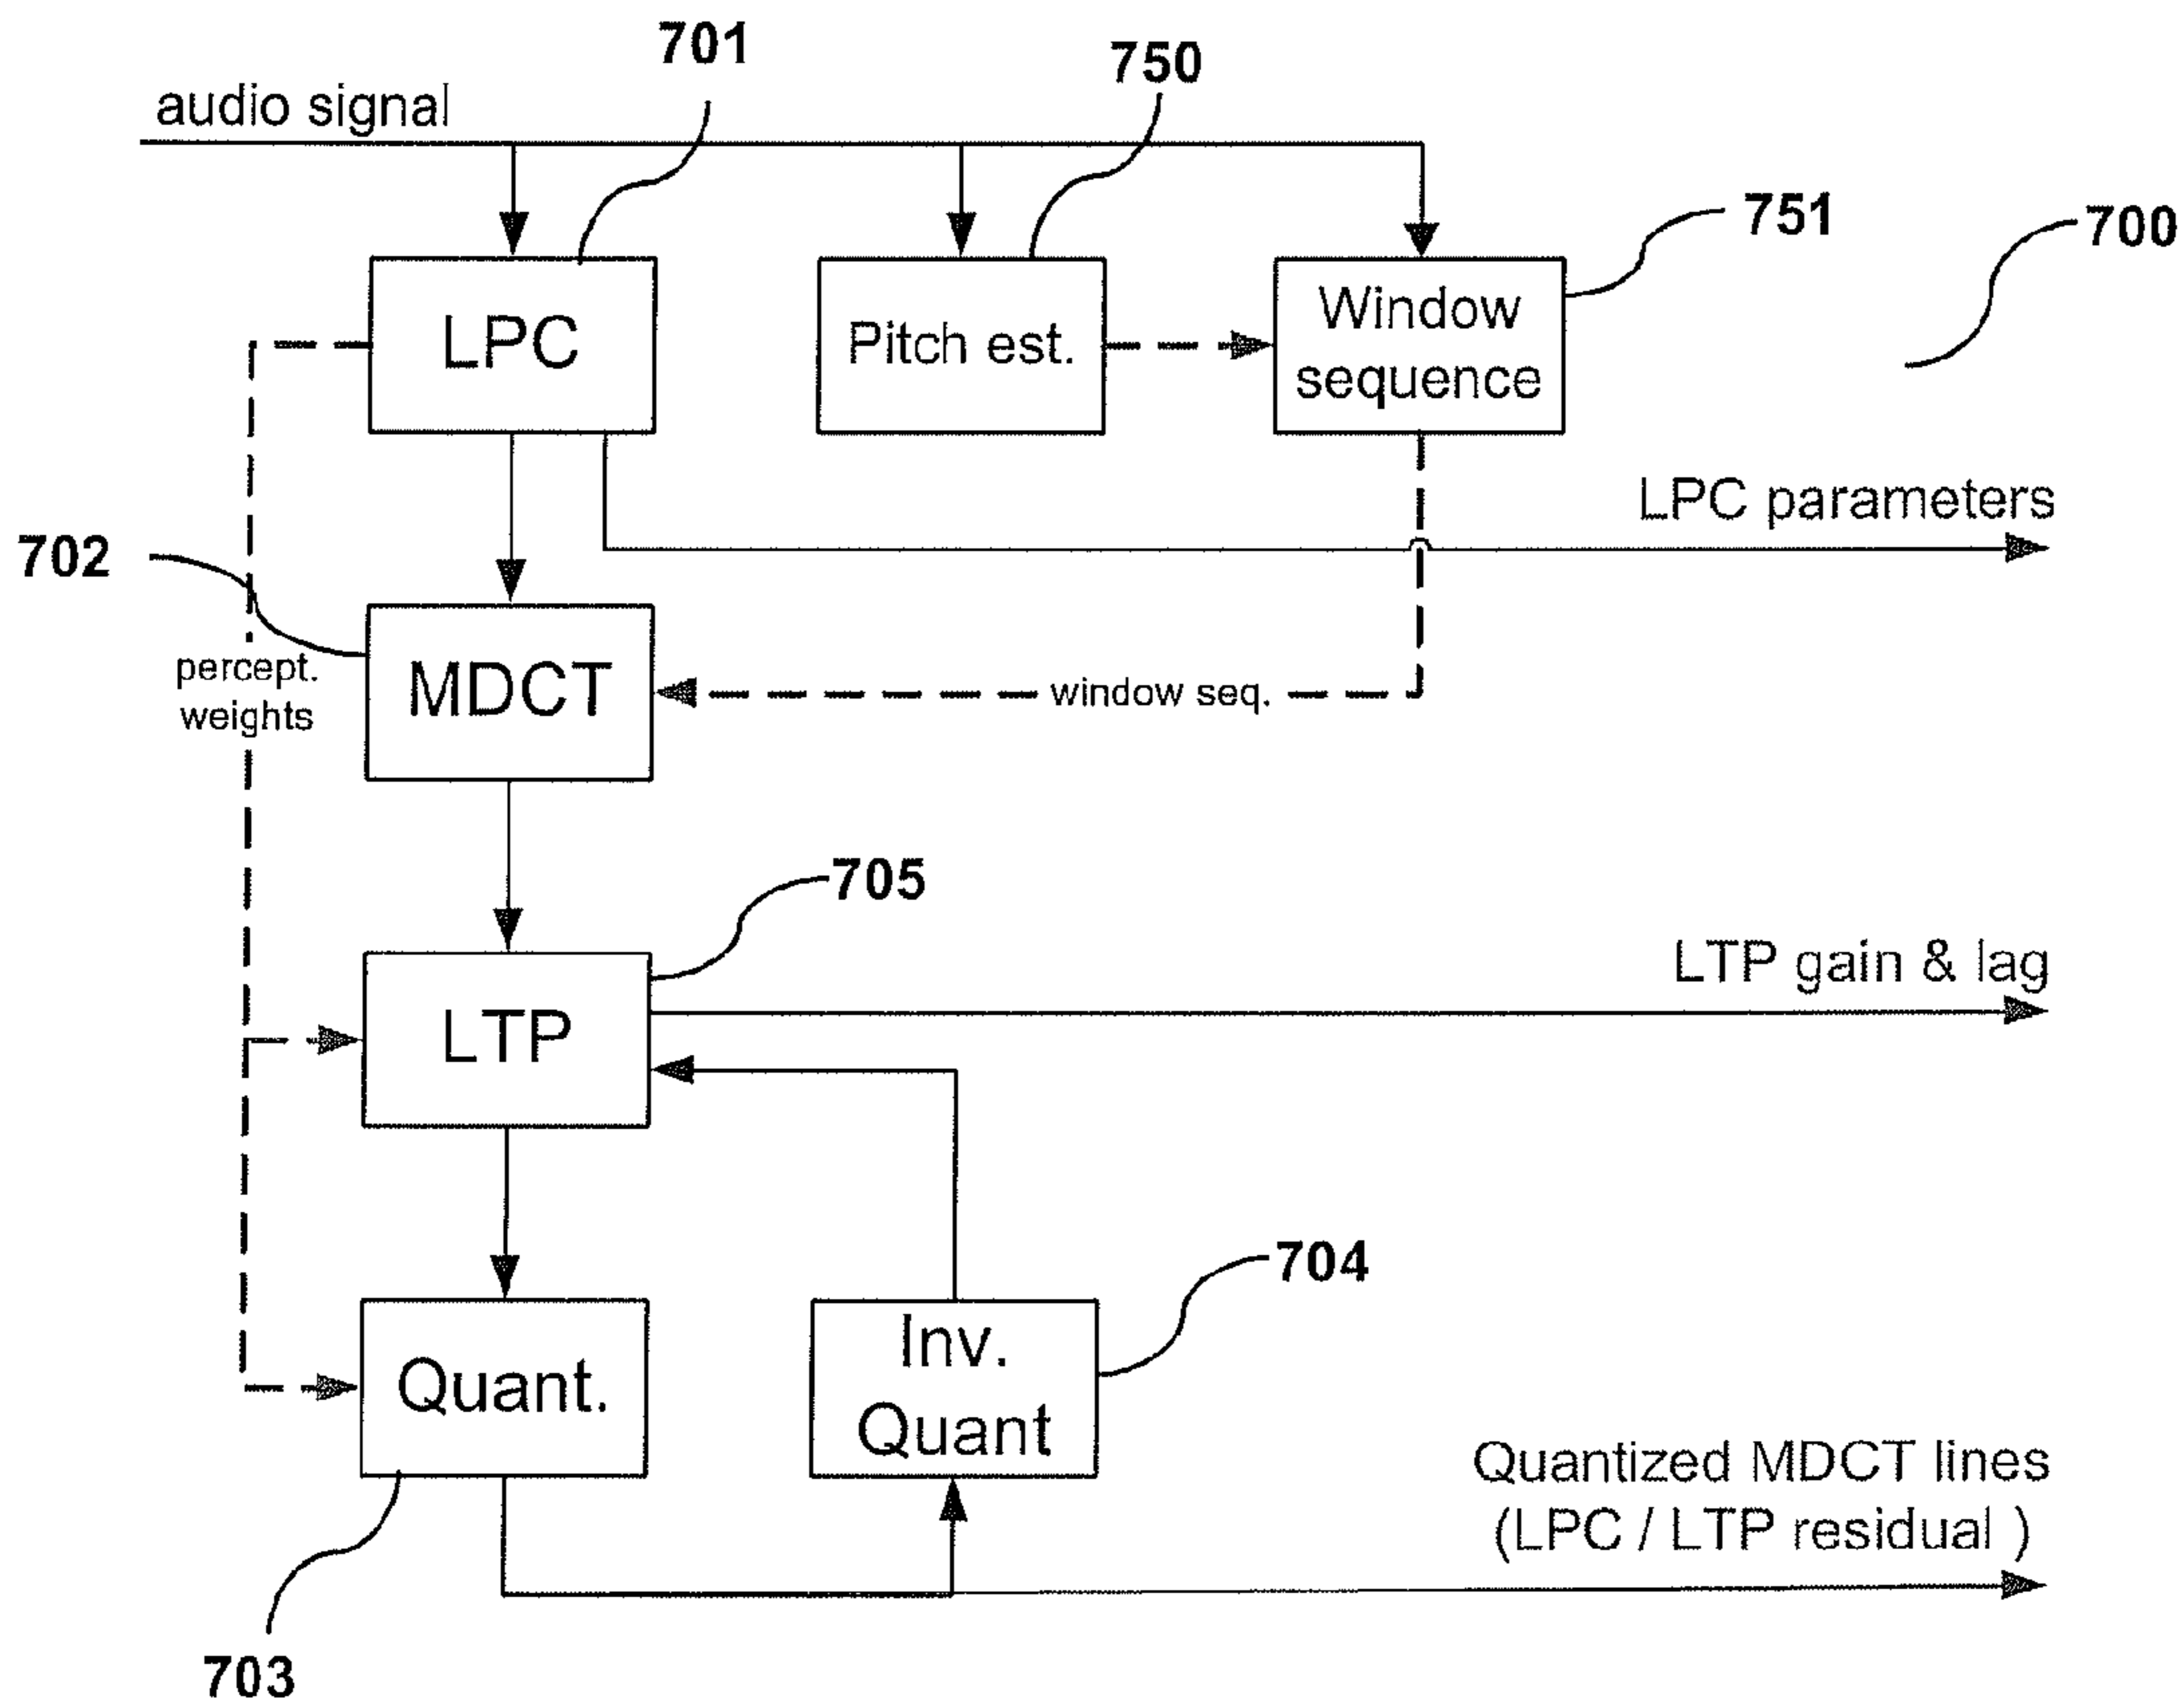 701
750
audio signal
751
700
LPC
Pitch est.
Window
sequence
LPC parameters
702
percept.
weights
MDCT
window seq.
705
LTP gain & lag
LTP
704
Quant.
Inv.
Quant
Quantized MDCT lines
(LPC / LTP residual )
703